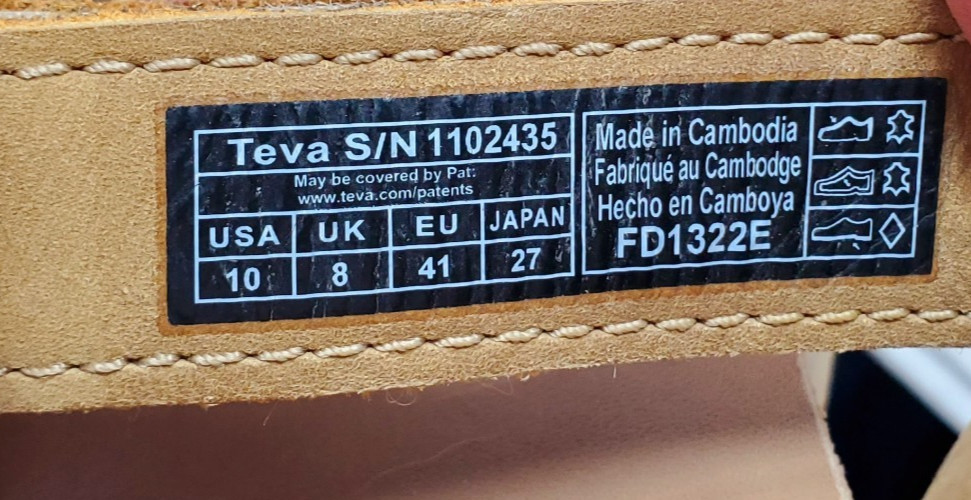 Teva S/N 1102435
May be covered by Pat:
www.teva.com/patents
USA UK EU JAPAN
10 8 41 27
Made in Cambodia
Fabriqué au Cambodge
Hecho en Camboya
FD1322E